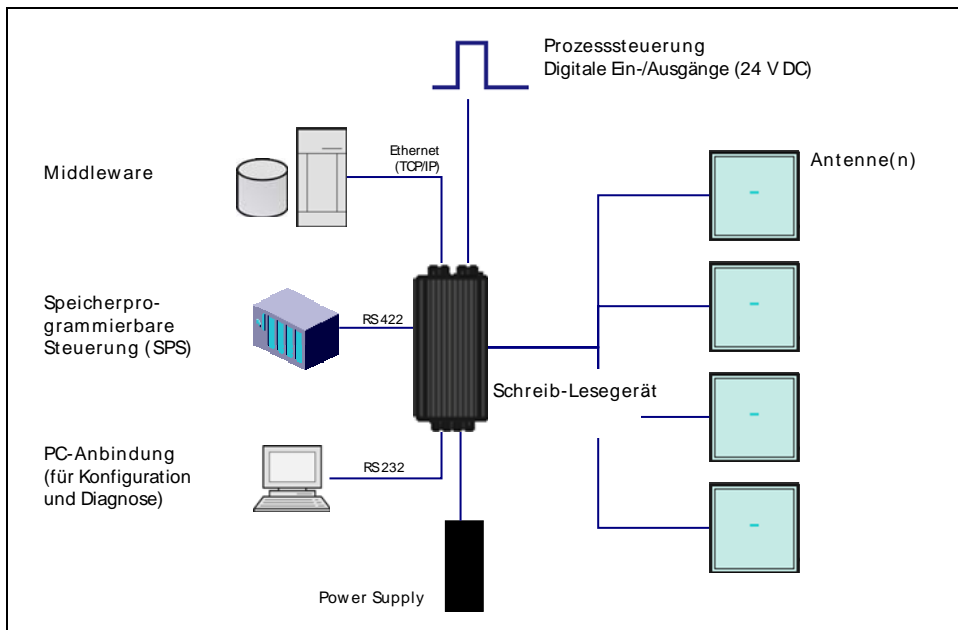 Prozesssteuerung
Digitale Ein-/Ausgänge (24 V DC)
Ethernet
(TCP/IP)
Middleware
Antenne(n)
Speicherpro-
grammierbare
Steuerung (SPS)
RS422
Schreib-Lesegerät
PC-Anbindung
(für Konfiguration
und Diagnose)
RS232
Power Supply